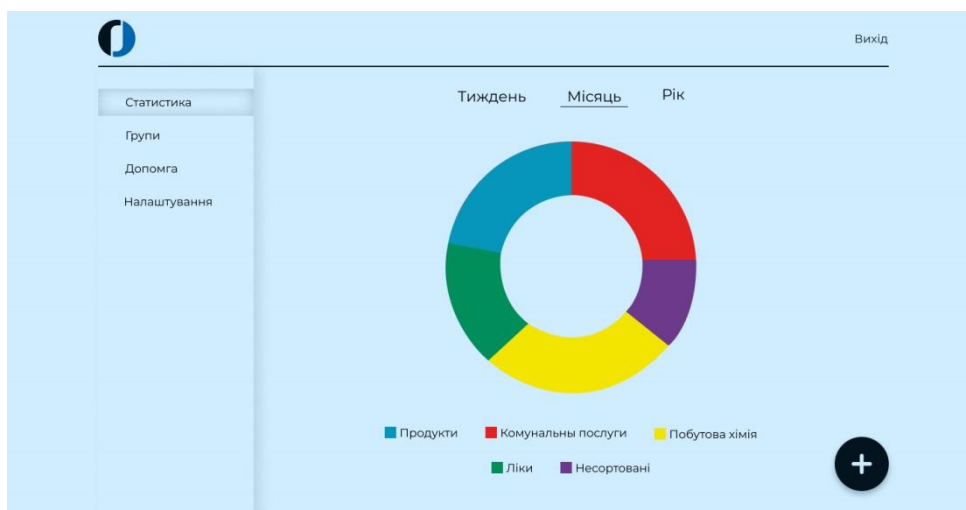 Вихід
Тиждень Місяць Рік
Статистика
Групи
Допомга
Налаштування
Продукти Комунальны послуги Побутова хімія
Ліки Несортовані